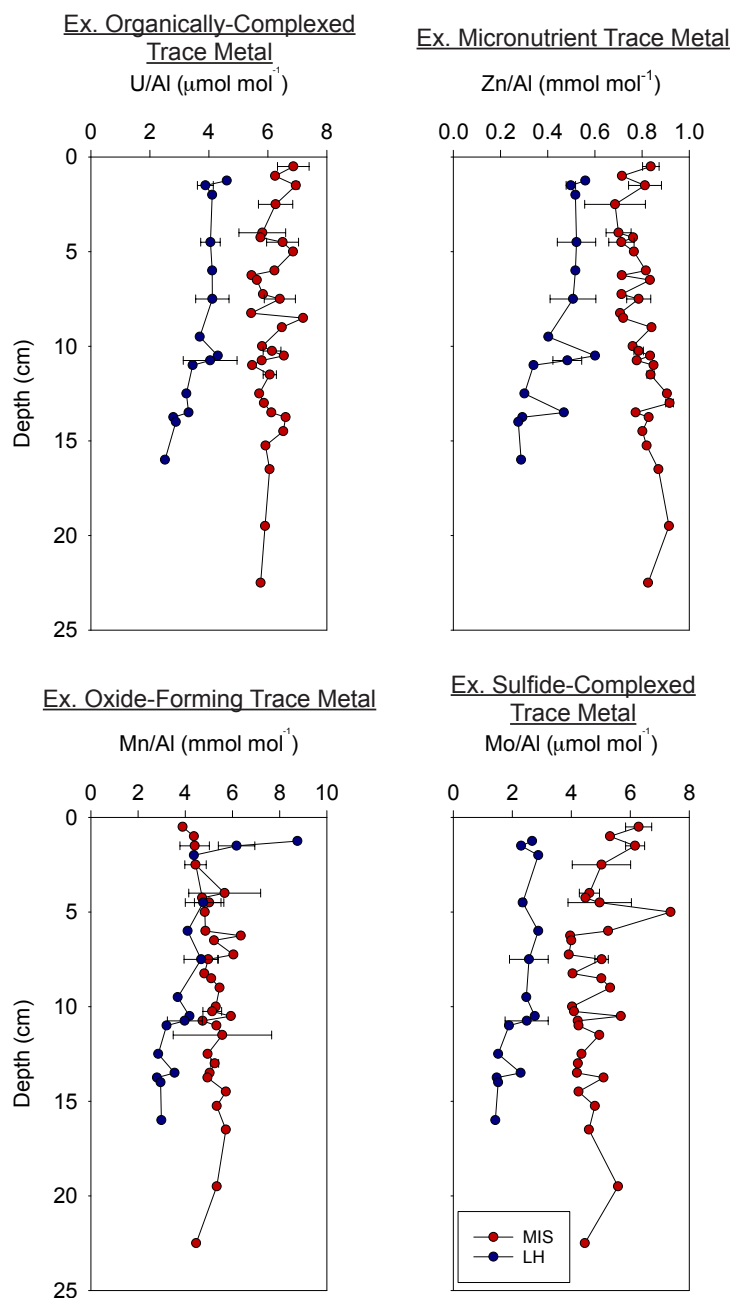 Ex. Organically-Complexed
Trace Metal
U/Al (μmol mol⁻¹)
0 2 4 6 8
0
5
10
15
20
25
Depth (cm)
Ex. Micronutrient Trace Metal
Zn/Al (mmol mol⁻¹)
0.0 0.2 0.4 0.6 0.8 1.0
Ex. Oxide-Forming Trace Metal
Mn/Al (mmol mol⁻¹)
0 2 4 6 8 10
0
5
10
15
20
25
Depth (cm)
Ex. Sulfide-Complexed
Trace Metal
Mo/Al (μmol mol⁻¹)
0 2 4 6 8
MIS
LH